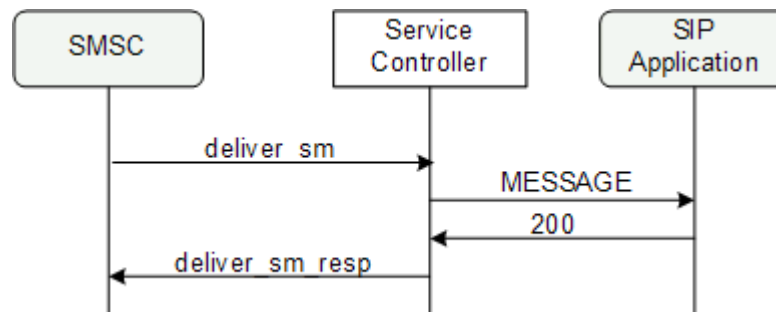 SMSC
Service
Controller
SIP
Application
deliver_sm
MESSAGE
200
deliver_sm_resp